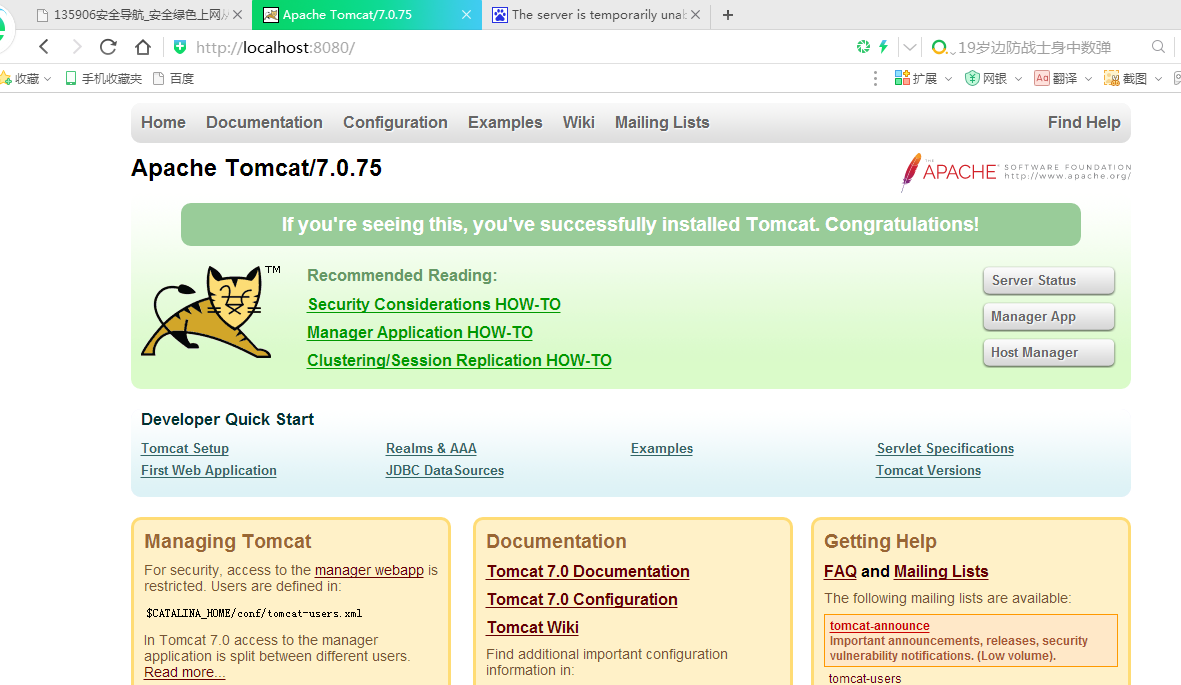 135906安全导航_安全绿色上网从 Apache Tomcat/7.0.75 The server is temporarily unab
http://localhost:8080/ 19岁边防战士身中数弹
收藏 手机收藏夹 百度 扩展 网银 Aa 翻译 截图
Home Documentation Configuration Examples Wiki Mailing Lists Find Help
Apache Tomcat/7.0.75
THE APACHE SOFTWARE FOUNDATION
http://www.apache.org/
If you're seeing this, you've successfully installed Tomcat. Congratulations!
TM
Recommended Reading:
Security Considerations HOW-TO
Manager Application HOW-TO
Clustering/Session Replication HOW-TO
Server Status
Manager App
Host Manager
Developer Quick Start
Tomcat Setup Realms & AAA Examples Servlet Specifications
First Web Application JDBC DataSources Tomcat Versions
Managing Tomcat
For security, access to the manager webapp is
restricted. Users are defined in:
$CATALINA_HOME/conf/tomcat-users.xml
In Tomcat 7.0 access to the manager
application is split between different users.
Read more...
Documentation
Tomcat 7.0 Documentation
Tomcat 7.0 Configuration
Tomcat Wiki
Find additional important configuration
information in:
Getting Help
FAQ and Mailing Lists
The following mailing lists are available:
tomcat-announce
Important announcements, releases, security
vulnerability notifications. (Low volume).
tomcat-users